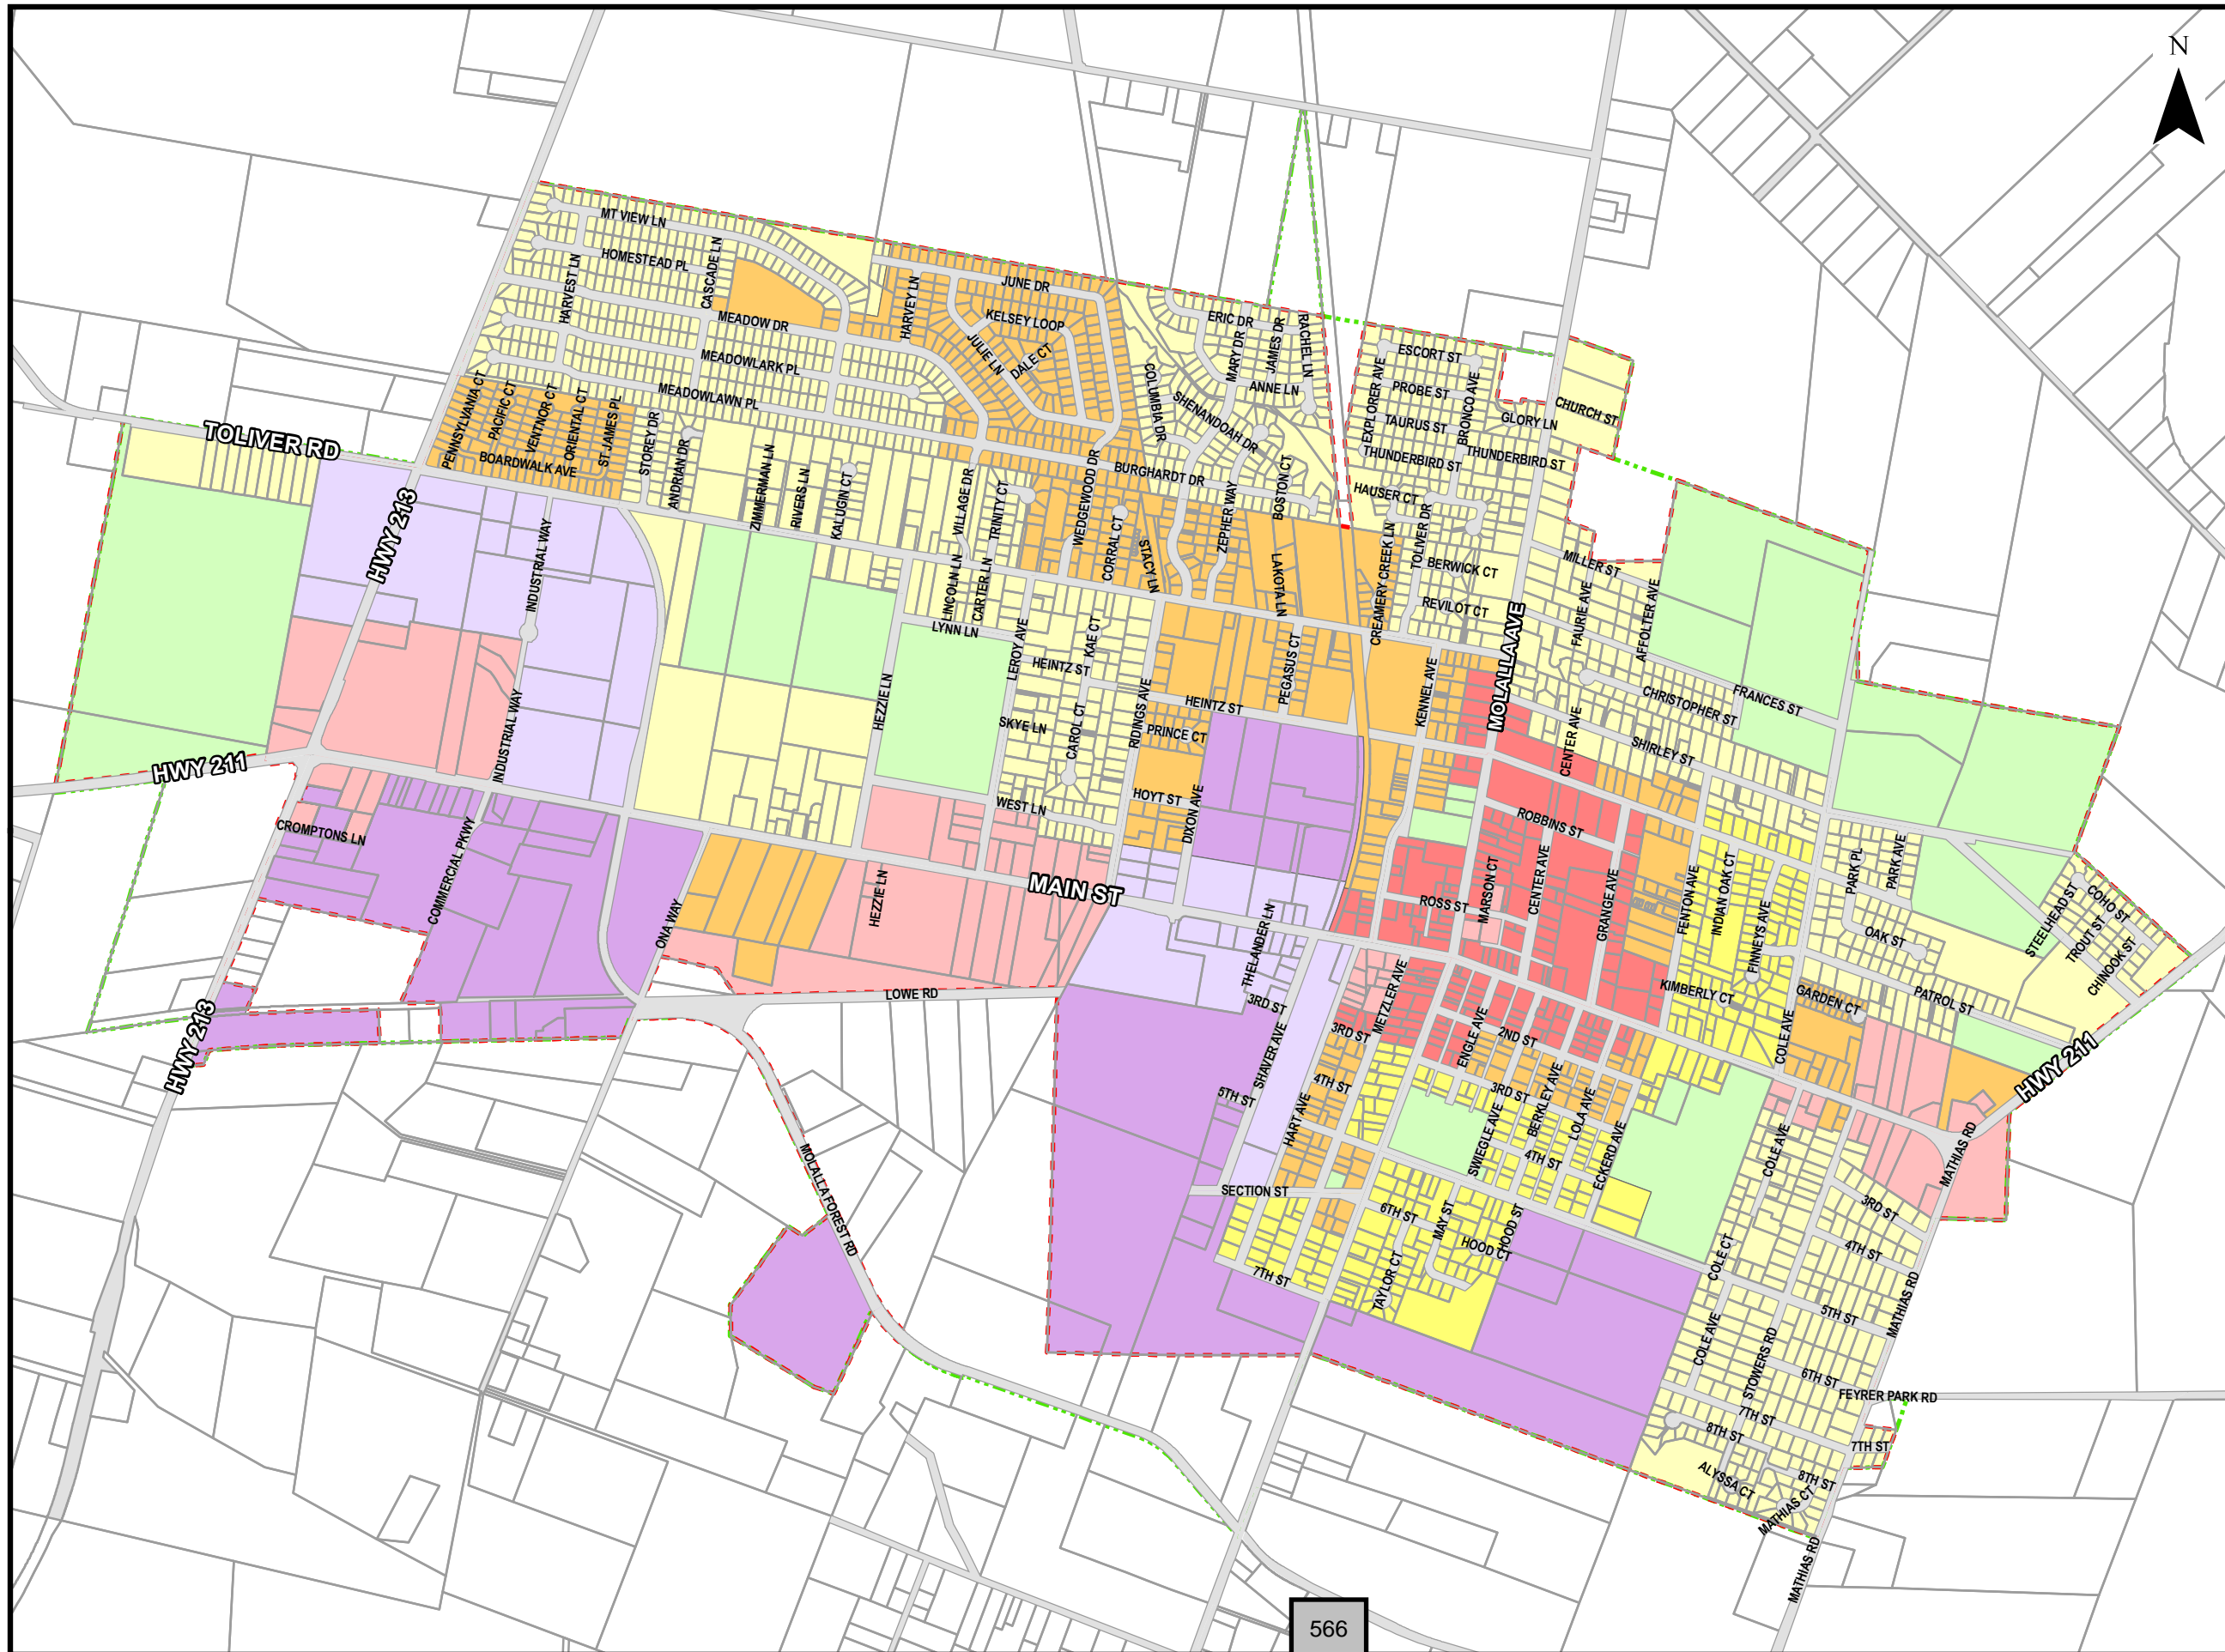 N
MT VIEW LN
HOMESTEAD PL
CASCADE LN
HARVEST LN
MEADOW DR
MEADOWLARK PL
MEADOWLAWN PL
HARVEY LN
JUNE DR
KELSEY LOOP
JULIE LN
DALE CT
ERIC DR
MARY DR
JAMES DR
RACHEL LN
ANNE LN
COLUMBIA DR
SHENANDOAH DR
BURGHARDT DR
BOSTON CT
ZEPHER WAY
ESCORT ST
PROBE ST
EXPLORER AVE
TAURUS ST
BRONCO AVE
GLORY LN
CHURCH ST
THUNDERBIRD ST
THUNDERBIRD ST
HAUSER CT
TOLIVER DR
BERWICK CT
REVILOT CT
CREAMERY CREEK LN
MILLER ST
FAURIE AVE
AFFOLTER AVE
TOLIVER RD
PENNSYLVANIA CT
PACIFIC CT
VENTNOR CT
ORIENTAL CT
ST JAMES PL
BOARDWALK AVE
STOREY DR
ANDRIAN DR
ZIMMERMAN LN
RIVERS LN
KALUGIN CT
VILLAGE DR
TRINITY CT
WEDGEWOOD DR
CORRAL CT
STACY LN
LAKOTA LN
LINCOLN LN
CARTER LN
LYNN LN
LEROY AVE
KAE CT
HEINTZ ST
HEINTZ ST
PEGASUS CT
KENNEL AVE
MOLALLA AVE
HWY 213
INDUSTRIAL WAY
INDUSTRIAL WAY
HEZZIE LN
SKYE LN
CAROL CT
RIDINGS AVE
PRINCE CT
CHRISTOPHER ST
FRANCES ST
CENTER AVE
SHIRLEY ST
HWY 211
CROMPTONS LN
COMMERCIAL PKWY
WEST LN
HOYT ST
DIXON AVE
ROBBINS ST
MARSON CT
CENTER AVE
GRANGE AVE
FENTON AVE
INDIAN OAK CT
FINNEYS AVE
PARK PL
PARK AVE
OAK ST
STEELHEAD ST
COHO ST
TROUT ST
CHINOOK ST
MAIN ST
HEZZIE LN
ONA WAY
ROSS ST
THELANDER LN
METZLER AVE
KIMBERLY CT
GARDEN CT
PATROL ST
COLE AVE
HWY 211
LOWE RD
HWY 213
3RD ST
3RD ST
ENGLE AVE
2ND ST
SHAVER AVE
4TH ST
5TH ST
HART AVE
3RD ST
BERKLEY AVE
LOLA AVE
SWIEGLE AVE
4TH ST
ECKERD AVE
COLE AVE
MATHIAS RD
3RD ST
4TH ST
MOLALLA FOREST RD
SECTION ST
6TH ST
MAY ST
HOOD ST
HOOD CT
7TH ST
TAYLOR CT
COLE CT
5TH ST
MATHIAS RD
COLE AVE
STOWERS RD
6TH ST
FEYRER PARK RD
7TH ST
8TH ST
7TH ST
ALYSSA CT
8TH ST
MATHIAS CT
MATHIAS RD
566